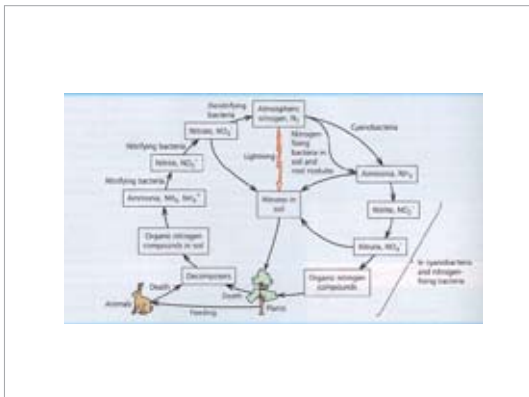 Denitrifying
bacteria
Atmospheric
nitrogen, N₂
Nitrate, NO₃⁻
Cyanobacteria
Nitrogen
fixing
bacteria in
soil and
root nodules
Nitrifying bacteria
Lightning
Nitrite, NO₂⁻
Ammonia, NH₃
Nitrifying bacteria
Ammonia, NH₃, NH₄⁺
Nitrates in
soil
Nitrite, NO₂⁻
Organic nitrogen
compounds in soil
Nitrate, NO₃⁻
In cyanobacteria
and nitrogen-
fixing bacteria
Decomposers
Organic nitrogen
compounds
Death
Death
Animals
Plants
Feeding